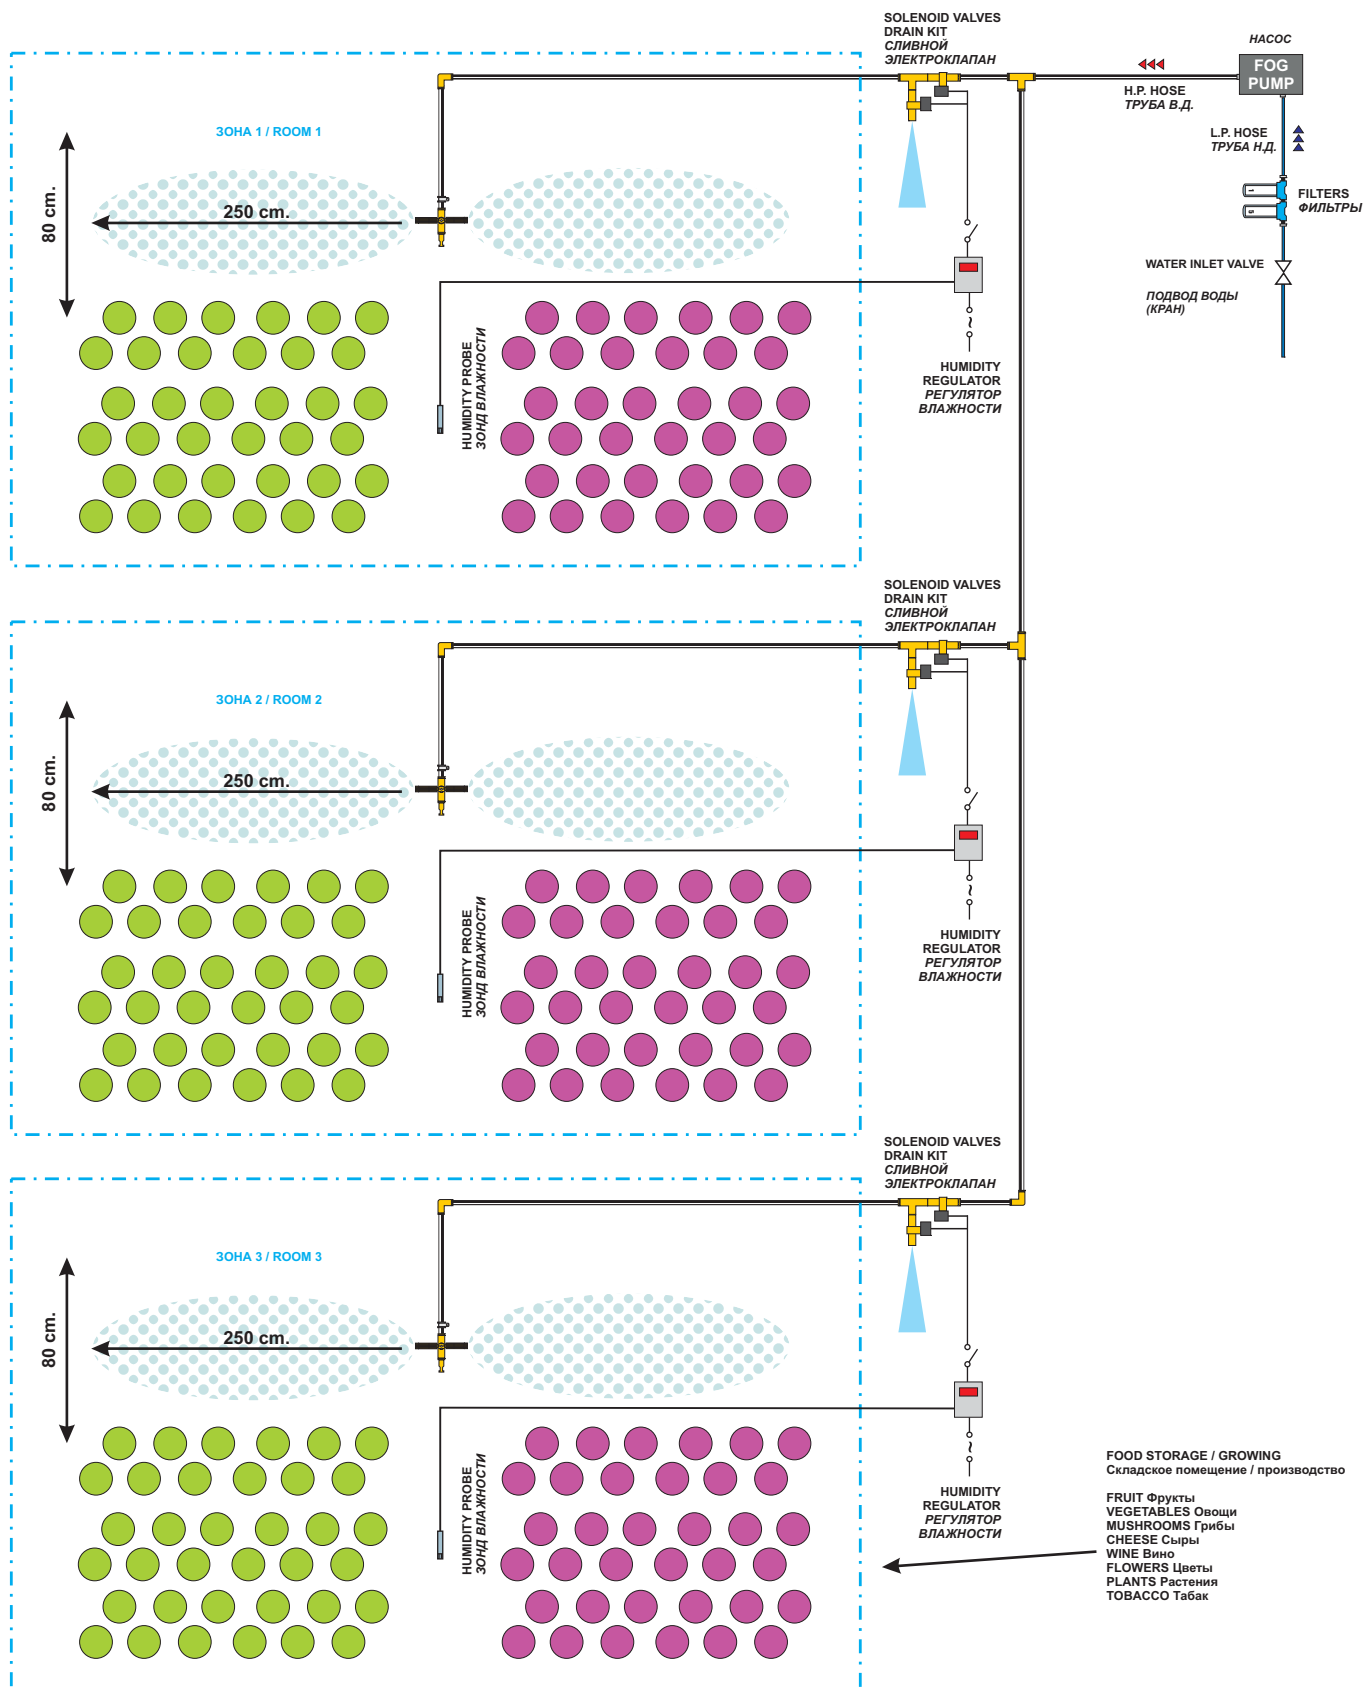 SOLENOID VALVES
DRAIN KIT
СЛИВНОЙ
ЭЛЕКТРОКЛАПАН
НАСОС
FOG
PUMP
H.P. HOSE
ТРУБА В.Д.
L.P. HOSE
ТРУБА Н.Д.
FILTERS
ФИЛЬТРЫ
WATER INLET VALVE
ПОДВОД ВОДЫ
(КРАН)
ЗОНА 1 / ROOM 1
80 cm.
250 cm.
HUMIDITY PROBE
ЗОНД ВЛАЖНОСТИ
HUMIDITY
REGULATOR
РЕГУЛЯТОР
ВЛАЖНОСТИ
SOLENOID VALVES
DRAIN KIT
СЛИВНОЙ
ЭЛЕКТРОКЛАПАН
ЗОНА 2 / ROOM 2
80 cm.
250 cm.
HUMIDITY PROBE
ЗОНД ВЛАЖНОСТИ
HUMIDITY
REGULATOR
РЕГУЛЯТОР
ВЛАЖНОСТИ
SOLENOID VALVES
DRAIN KIT
СЛИВНОЙ
ЭЛЕКТРОКЛАПАН
ЗОНА 3 / ROOM 3
80 cm.
250 cm.
HUMIDITY PROBE
ЗОНД ВЛАЖНОСТИ
HUMIDITY
REGULATOR
РЕГУЛЯТОР
ВЛАЖНОСТИ
FOOD STORAGE / GROWING
Складское помещение / производство
FRUIT Фрукты
VEGETABLES Овощи
MUSHROOMS Грибы
CHEESE Сыры
WINE Вино
FLOWERS Цветы
PLANTS Растения
TOBACCO Табак